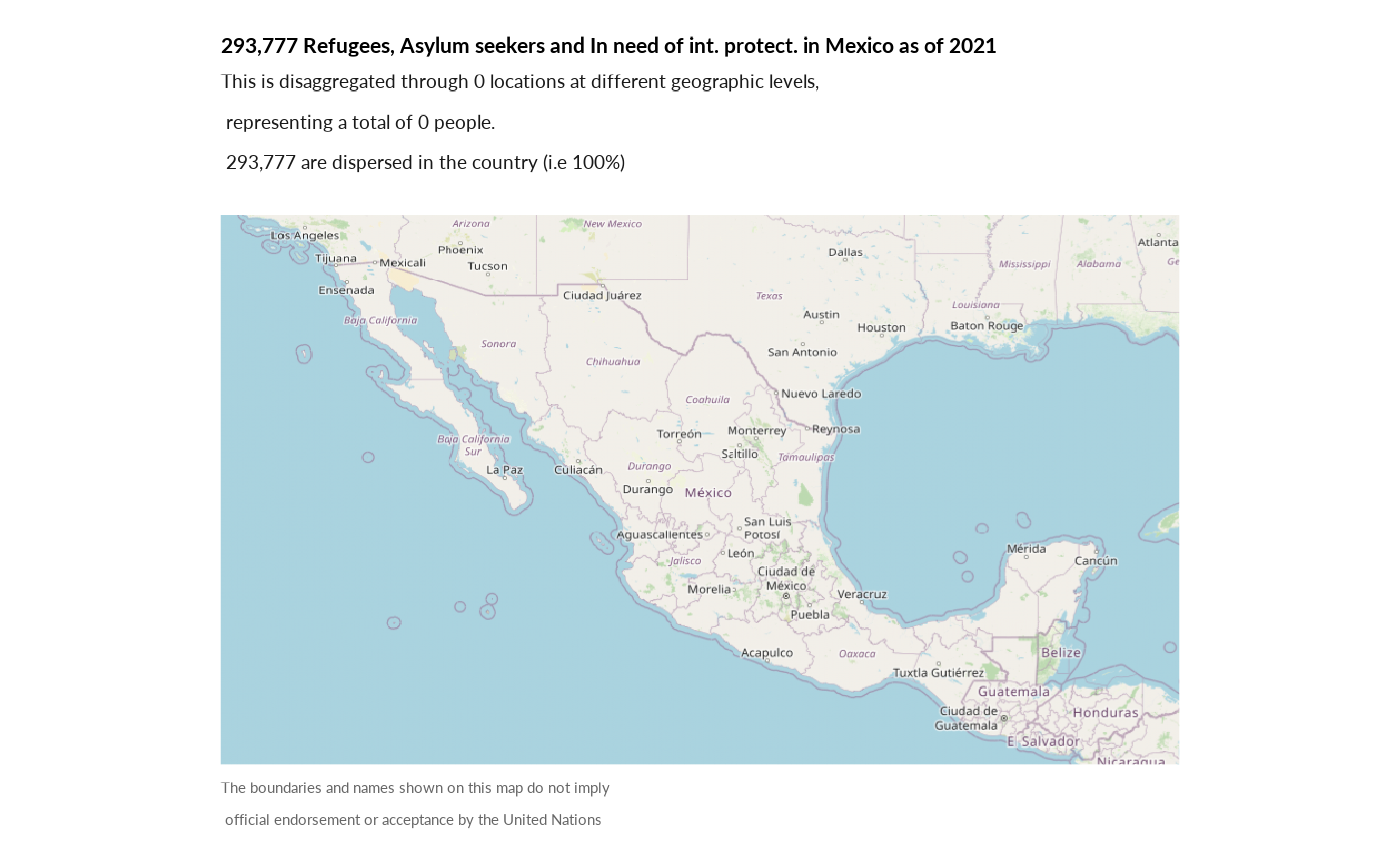 293,777 Refugees, Asylum seekers and In need of int. protect. in Mexico as of 2021
This is disaggregated through 0 locations at different geographic levels,
representing a total of 0 people.
293,777 are dispersed in the country (i.e 100%)
Arizona
New Mexico
Los Angeles
Phoenix
Dallas
Atlanta
Tijuana
Mexicali
Tucson
Mississippi
Alabama
Ge
Ensenada
Ciudad Juárez
Texas
Louisiana
Baja California
Austin
Houston
Baton Rouge
Sonora
San Antonio
Chihuahua
Nuevo Laredo
Coahuila
Torreón
Monterrey
Reynosa
Baja California
Sur
Saltillo
Tamaulipas
La Paz
Culiacán
Durango
Durango
México
San Luis
Potosí
Aguascalientes
León
Mérida
Cancún
Jalisco
Ciudad de
México
Morelia
Veracruz
Puebla
Acapulco
Oaxaca
Belize
Tuxtla Gutiérrez
Guatemala
Ciudad de
Guatemala
Honduras
El Salvador
Nicaragua
The boundaries and names shown on this map do not imply
official endorsement or acceptance by the United Nations